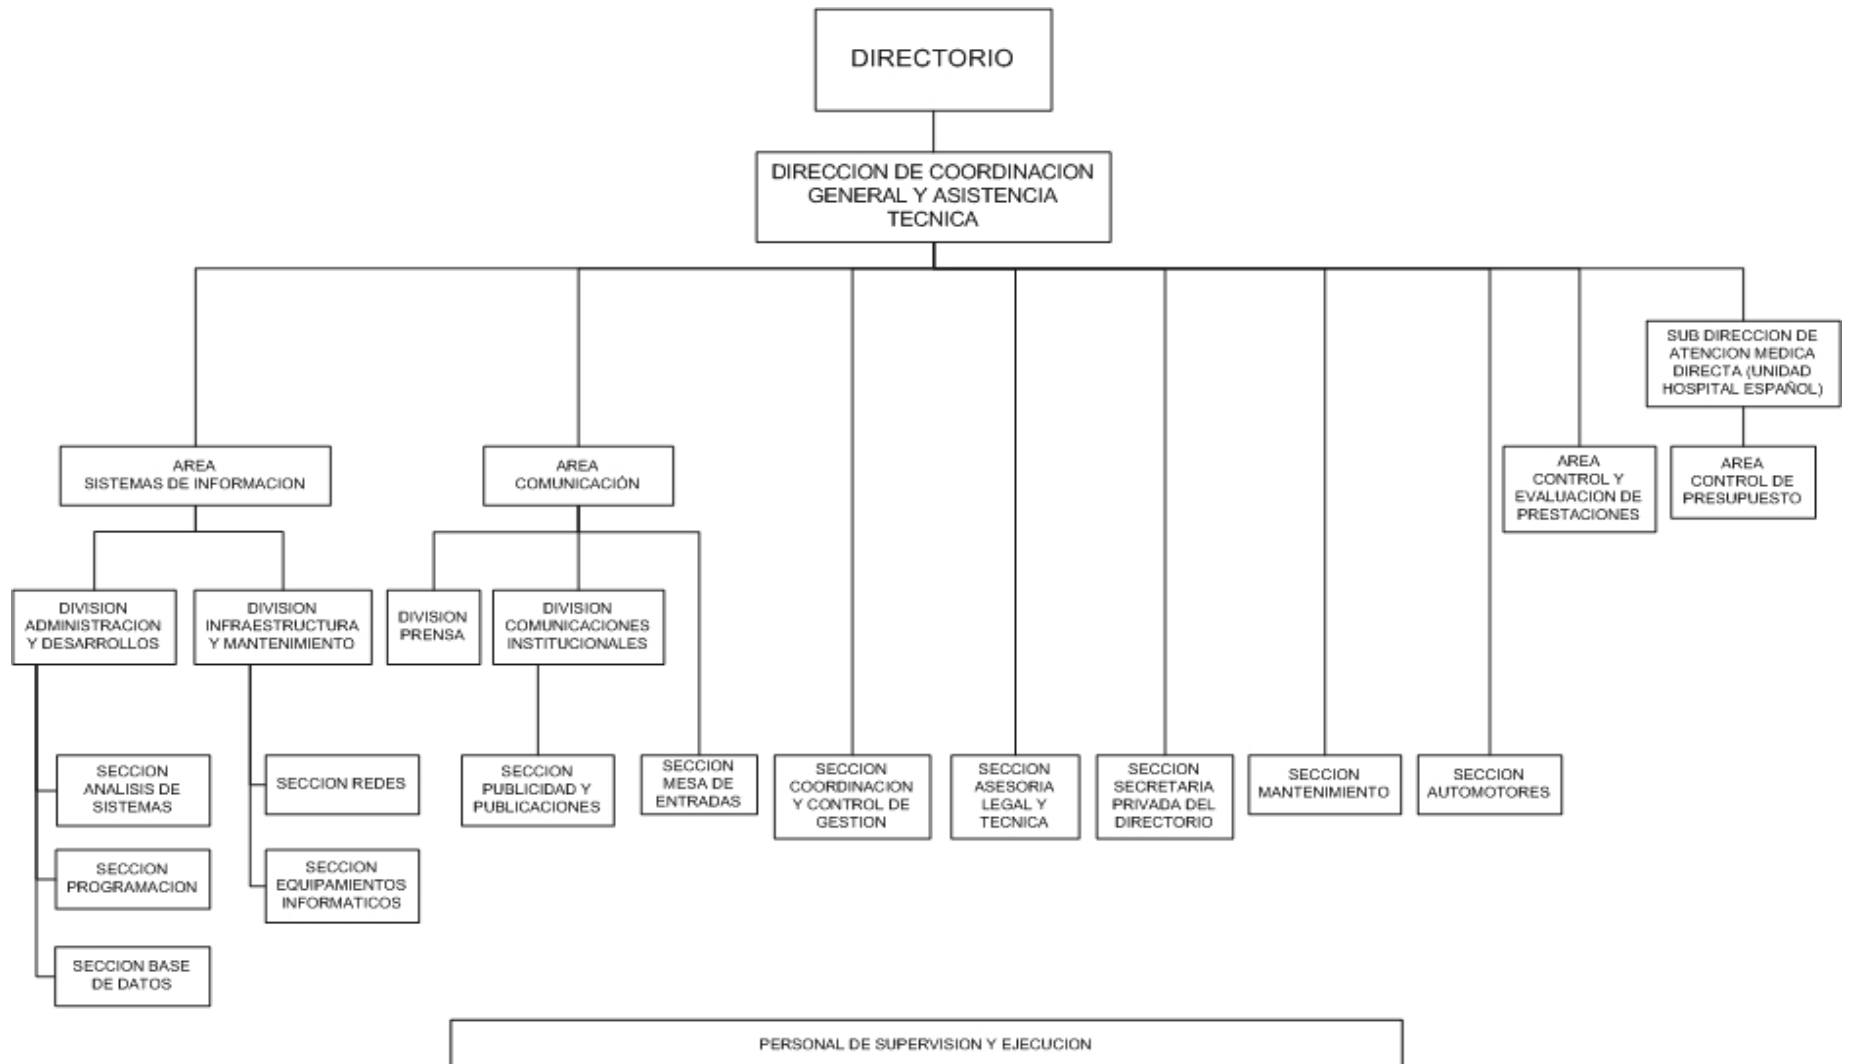 DIRECTORIO
DIRECCION DE COORDINACION
GENERAL Y ASISTENCIA
TECNICA
SUB DIRECCION DE
ATENCION MEDICA
DIRECTA (UNIDAD
HOSPITAL ESPAÑOL)
AREA
SISTEMAS DE INFORMACION
AREA
COMUNICACIÓN
AREA
CONTROL Y
EVALUACION DE
PRESTACIONES
AREA
CONTROL DE
PRESUPUESTO
DIVISION
ADMINISTRACION
Y DESARROLLOS
DIVISION
INFRAESTRUCTURA
Y MANTENIMIENTO
DIVISION
PRENSA
DIVISION
COMUNICACIONES
INSTITUCIONALES
SECCION
ANALISIS DE
SISTEMAS
SECCION REDES
SECCION
PUBLICIDAD Y
PUBLICACIONES
SECCION
MESA DE
ENTRADAS
SECCION
COORDINACION
Y CONTROL DE
GESTION
SECCION
ASESORIA
LEGAL Y
TECNICA
SECCION
SECRETARIA
PRIVADA DEL
DIRECTORIO
SECCION
MANTENIMIENTO
SECCION
AUTOMOTORES
SECCION
PROGRAMACION
SECCION
EQUIPAMIENTOS
INFORMATICOS
SECCION BASE
DE DATOS
PERSONAL DE SUPERVISION Y EJECUCION